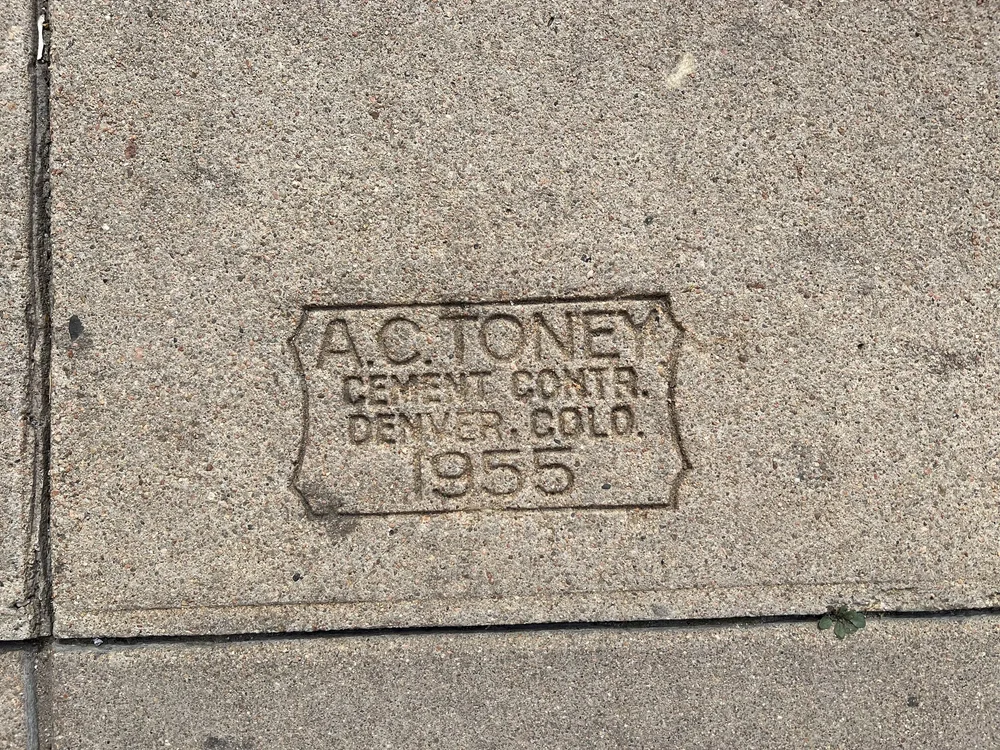 A.C. TONEY.
CEMENT CONTR.
DENVER. COLO.
1955